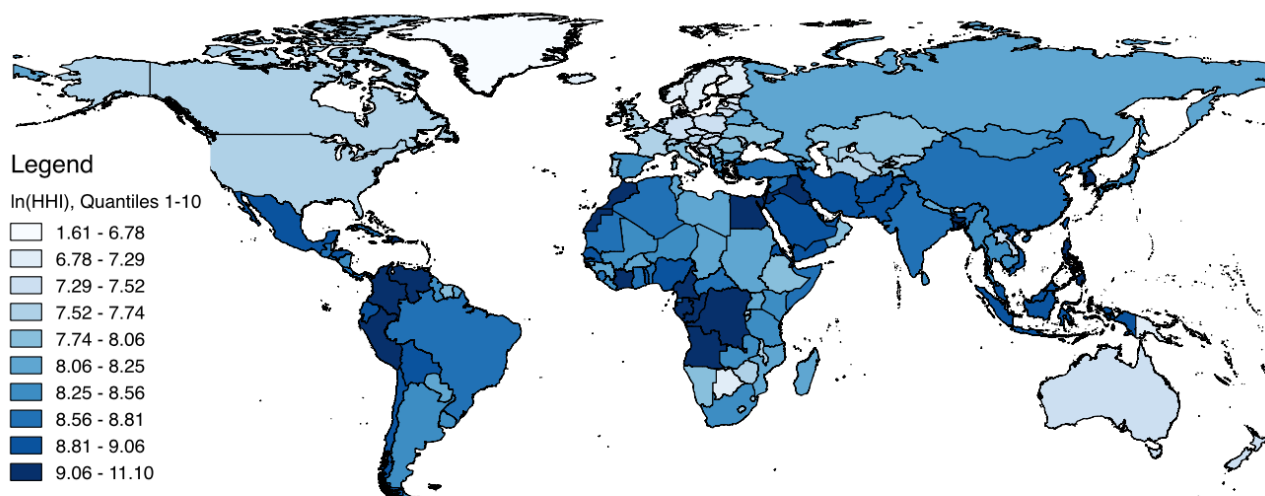 Legend
ln(HHI), Quantiles 1-10
1.61 - 6.78
6.78 - 7.29
7.29 - 7.52
7.52 - 7.74
7.74 - 8.06
8.06 - 8.25
8.25 - 8.56
8.56 - 8.81
8.81 - 9.06
9.06 - 11.10